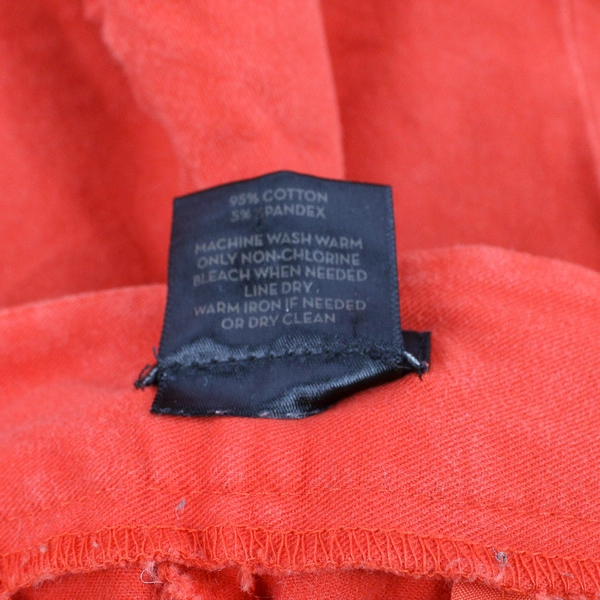 95% COTTON
5% SPANDEX
MACHINE WASH WARM
ONLY NON-CHLORINE
BLEACH WHEN NEEDED
LINE DRY.
WARM IRON IF NEEDED
OR DRY CLEAN